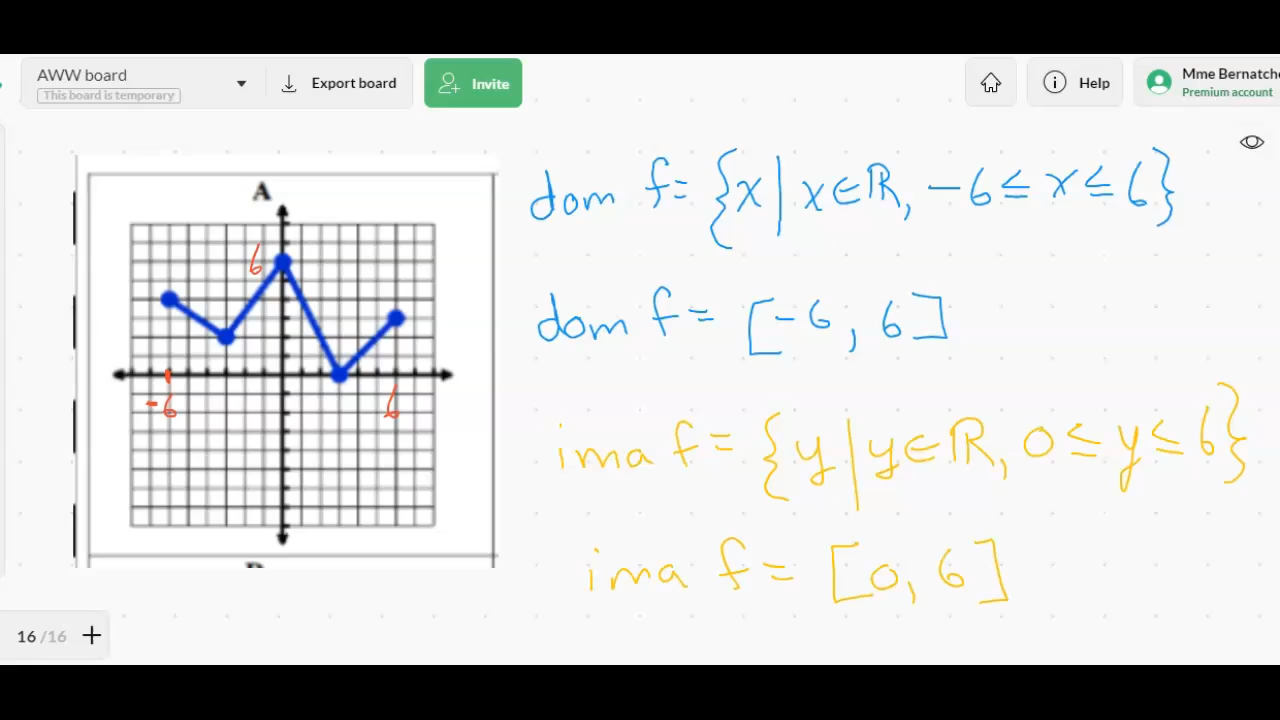 AWW board
This board is temporary
Export board
Invite
Help
Mme Bernatche
Premium account
A
6
-6
6
dom f = {x | x ∈ ℝ, -6 ≤ x ≤ 6}
dom f = [-6, 6]
ima f = {y | y ∈ ℝ, 0 ≤ y ≤ 6}
ima f = [0, 6]
16 /16